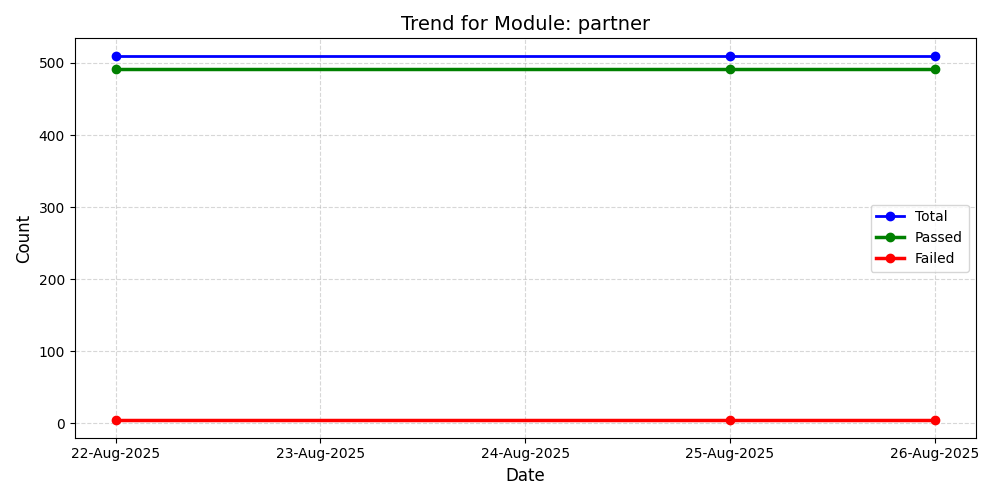 Trend for Module: partner
500
400
300
200
100
0
Count
Total
Passed
Failed
22-Aug-2025 23-Aug-2025 24-Aug-2025 25-Aug-2025 26-Aug-2025
Date